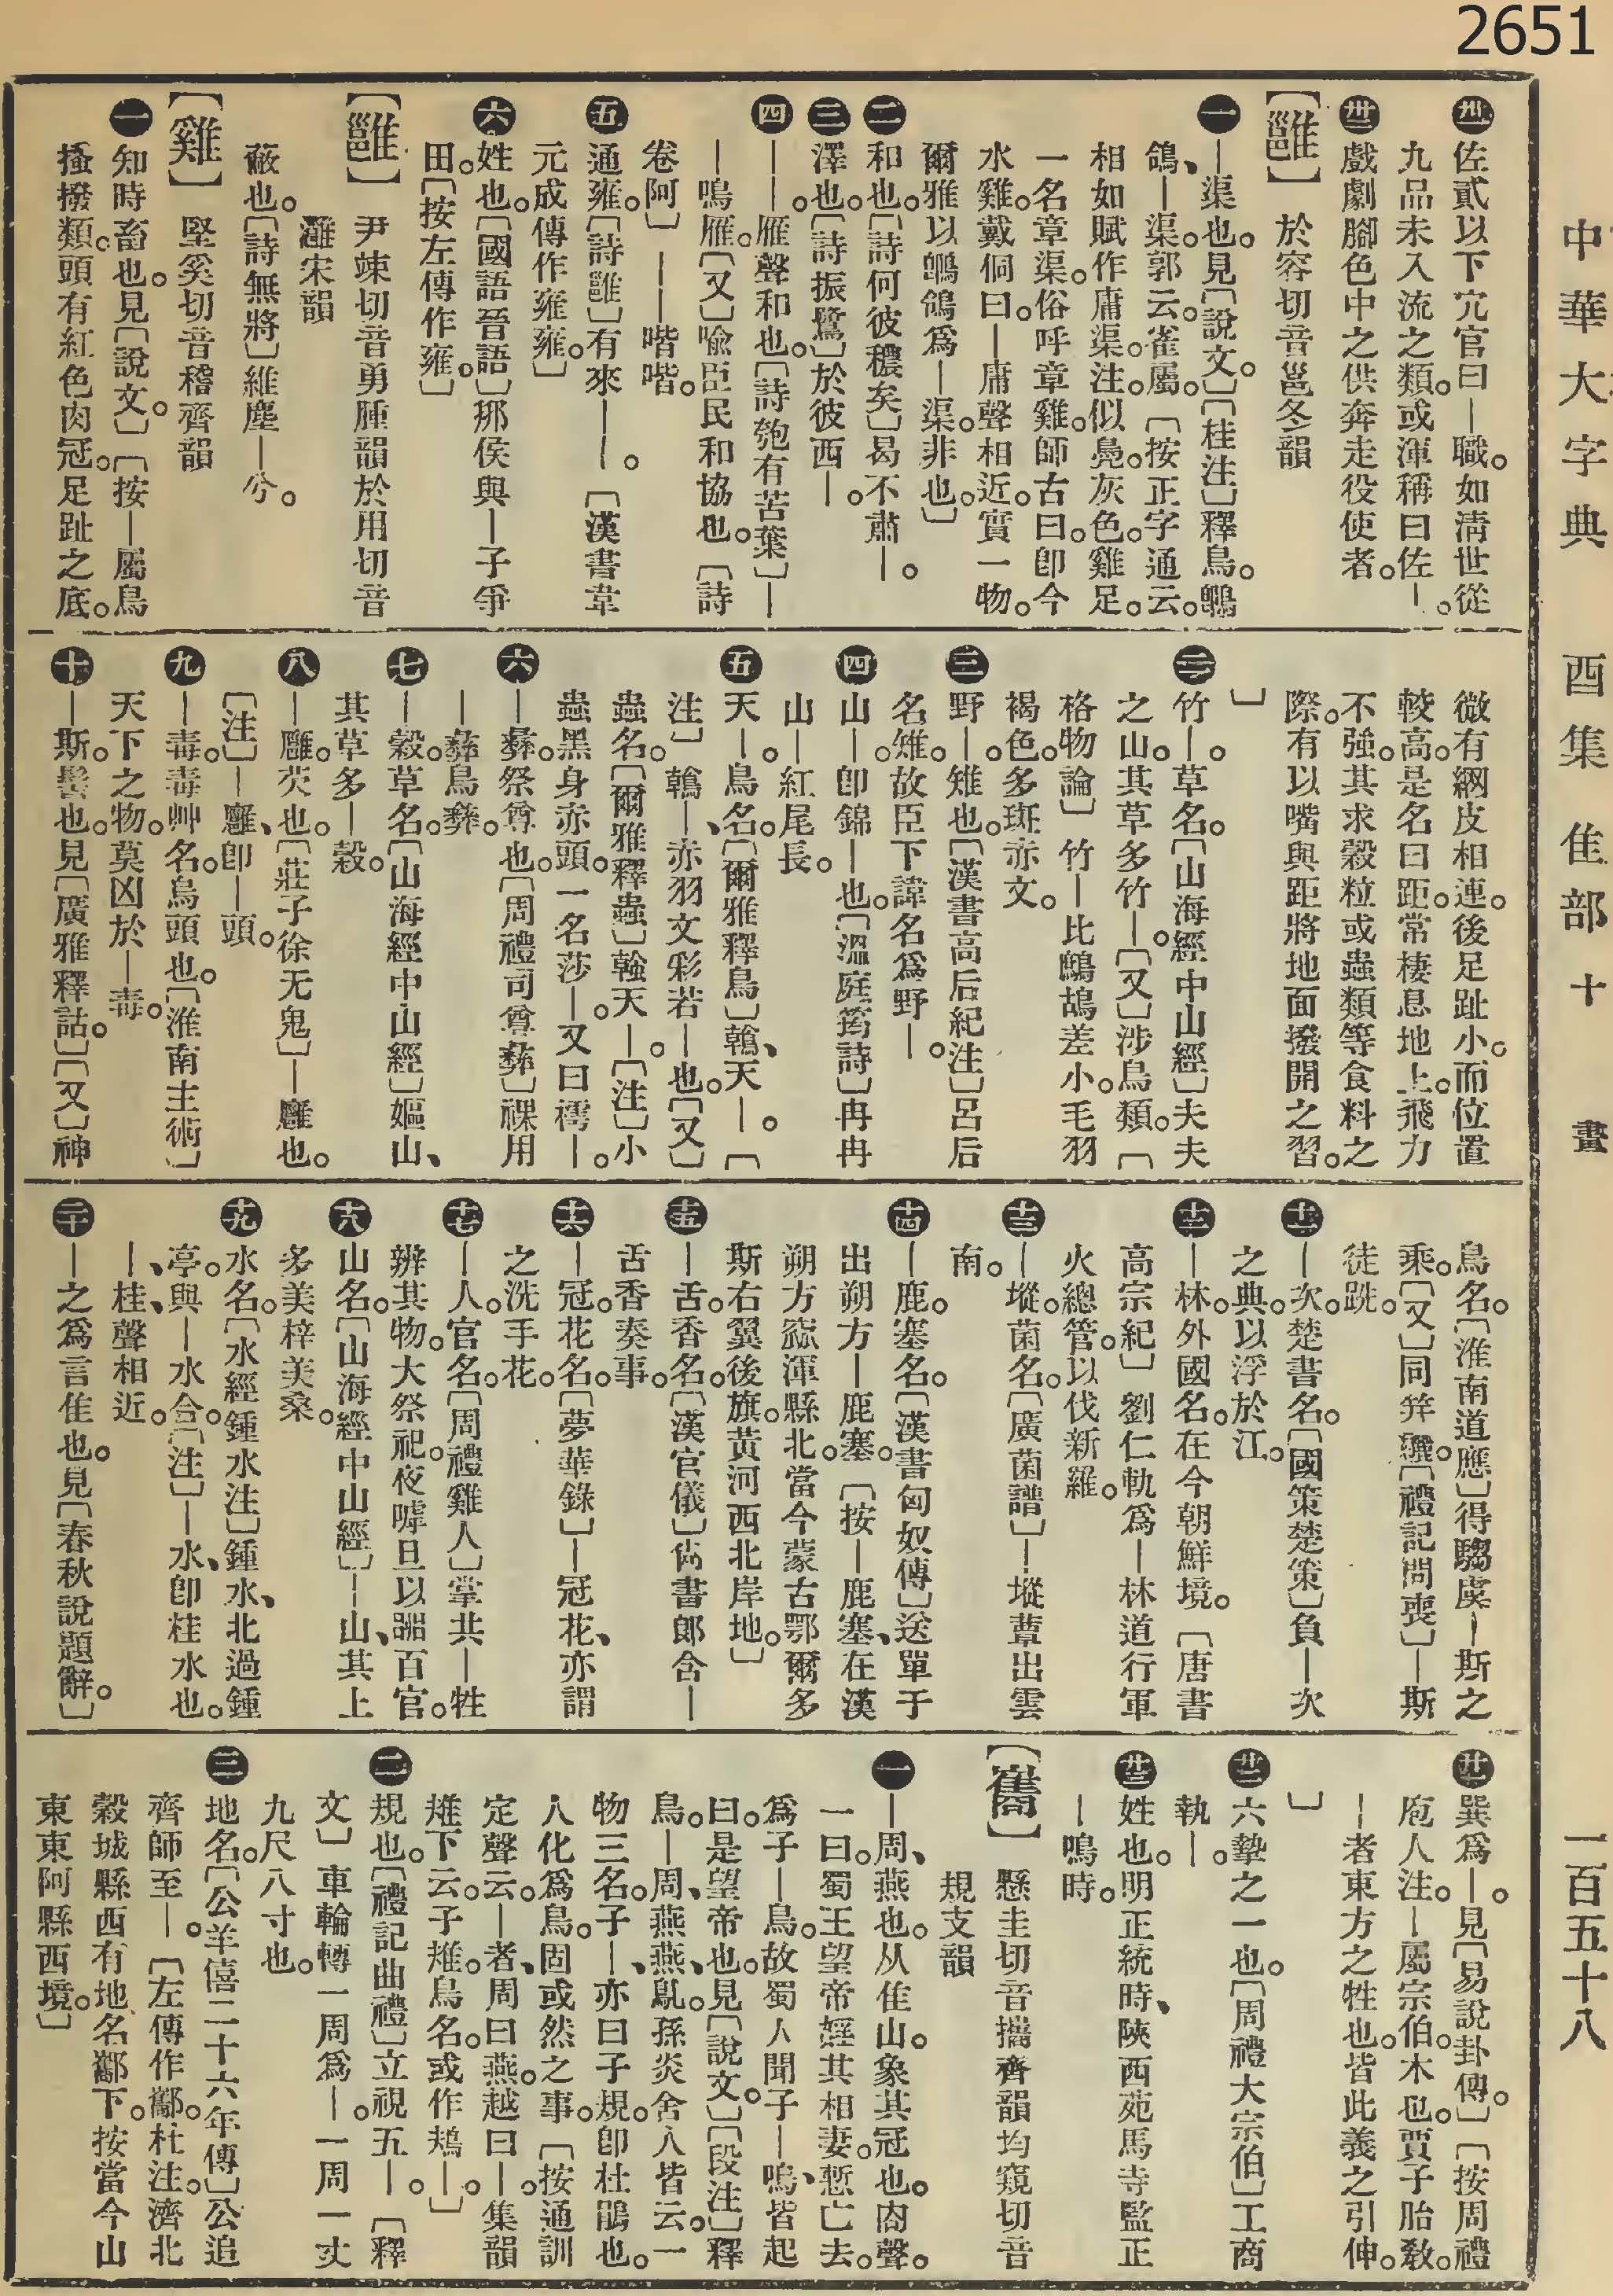 2651
中華大字典　酉集　隹部　十　畫　一百五十八
㊵佐貳以下宂官曰｜職。如淸世從
九品未入流之類。或渾稱曰佐｜。
戲劇腳色中之供奔走役使者。
【雝】　於容切音邕冬韻
㊀｜渠也。見〔說文。〕〔桂注〕釋鳥。鶺
鴒、｜渠。郭云。雀屬。〔按正字通云。
相如賦作庸渠。注。似鳧。灰色。雞足。
一名章渠。俗呼章雞。師古曰。卽今
水雞。戴侗曰。｜庸聲相近。實一物。
爾雅以鶺鴒爲｜渠。非也。〕
㊁和也。〔詩何彼穠矣〕曷不肅｜。
㊂澤也。〔詩振鷺〕於彼西｜。
㊃｜｜。雁聲和也。〔詩匏有苦葉〕｜
｜鳴雁。〔又〕喩臣民和協也。〔詩
卷阿〕｜｜喈喈。
㊄通雍。〔詩雝〕有來｜｜。〔漢書韋
元成傳作雍雍。〕
㊅姓也。〔國語晉語〕邢侯與｜子爭
田。〔按左傳作雍。〕
【雝】　尹竦切音勇腫韻於用切音
灉宋韻
蔽也。〔詩無將〕維塵｜兮。
【雞】　堅奚切音稽齊韻
㊀知時畜也。見〔說文。〕〔按｜屬鳥
搔撥類。頭有紅色肉冠。足趾之底。
微有網皮相連。後足趾小。而位置
較高。是名曰距。常棲息地上。飛力
不強。其求穀粒或蟲類等食料之
際。有以嘴與距將地面撥開之習。
〕
㊁竹｜。草名。〔山海經中山經〕夫夫
之山。其草多竹｜。〔又〕涉鳥類。〔
格物論〕竹｜比鷓鴣差小。毛羽
褐色。多斑。赤文。
㊂野｜。雉也。〔漢書高后紀注〕呂后
名雉。故臣下諱名爲野｜。
㊃山｜。卽錦｜也。〔溫庭筠詩〕冉冉
山｜紅尾長。
㊄天｜。鳥名。〔爾雅釋鳥〕鶾、天｜。〔
注〕鶾｜、赤羽文彩若｜也。〔又〕
蟲名。〔爾雅釋蟲〕螒天｜。〔注〕小
蟲黑身赤頭。一名莎｜。又曰樗｜。
㊅｜彝。祭尊也。〔周禮司尊彝〕祼用
｜彝鳥彝。
㊆｜穀。草名。〔山海經中山經〕嫗山、
其草多｜穀。
㊇｜廱。芡也。〔莊子徐无鬼〕｜廱也。
〔注〕｜廱、卽｜頭。
㊈｜毒。毒艸名。烏頭也。〔淮南主術〕
天下之物。莫凶於｜毒。
㊉｜斯。鬠也。見〔廣雅釋詁。〕〔又〕神
鳥名。〔淮南道應〕得騶虞｜斯之
乘。〔又〕同笄纚。〔禮記問喪〕｜斯
徒跣。
十一｜次。楚書名。〔國策楚策〕負｜次
之典。以浮於江。
十二｜林。外國名。在今朝鮮境。〔唐書
高宗紀〕劉仁軌爲｜林道行軍
火總管。以伐新羅。
十三｜㙡。菌名。〔廣菌譜〕｜㙡蕈出雲
南。
十四｜鹿。塞名。〔漢書匈奴傳〕送單于
出朔方｜鹿塞。〔按｜鹿塞、在漢
朔方窳渾縣北。當今蒙古鄂爾多
斯右翼後旗。黃河西北岸地。〕
十五｜舌。香名。〔漢官儀〕尙書郎含｜
舌香奏事。
十六｜冠。花名。〔夢華錄〕｜冠花、亦謂
之洗手花。
十七｜人。官名。〔周禮雞人〕掌共｜牲
辨其物。大祭祀。夜嘑旦以嘂百官。
十八山名。〔山海經中山經〕｜山、其上
多美梓美桑。
十九水名。〔水經鍾水注〕鍾水、北過鍾
亭。與｜水合。〔注〕｜水、卽桂水也。
｜、桂、聲相近。
二十｜之爲言佳也。見〔春秋說題辭。〕
廿一巽爲｜。見〔易說卦傳。〕〔按周禮
庖人注。｜屬宗伯。木也。賈子胎敎。
｜者東方之牲也。皆此義之引伸。
〕
廿二六摯之一也。〔周禮大宗伯〕工商
執｜。
廿三姓也。明正統時、陝西苑馬寺監正
｜鳴時。
【巂】　懸圭切音攜齊韻均窺切音
規支韻
㊀｜周、燕也。从隹。山象其冠也。㕯聲。
一曰。蜀王望帝婬其相妻。慙亡去。
爲子｜鳥。故蜀人聞子｜鳴、皆起
曰。是望帝也。見〔說文。〕〔段注〕釋
鳥。｜周、燕燕、鳦。孫炎舍人皆云。一
物三名。子｜、亦曰子規。卽杜鵑也。
人化爲鳥。固或然之事。〔按通訓
定聲云。｜者、周曰燕。越曰｜。集韻
雉下云。子雉。鳥名。或作鴂｜。〕
㊁規也。〔禮記曲禮〕立視五｜。〔釋
文〕車輪轉一周爲｜。一周一丈
九尺八寸也。
㊂地名。〔公羊僖二十六年傳〕公追
齊師至｜。〔左傳作酅。杜注。濟北
穀城縣西有地名酅下。按當今山
東東阿縣西境。〕